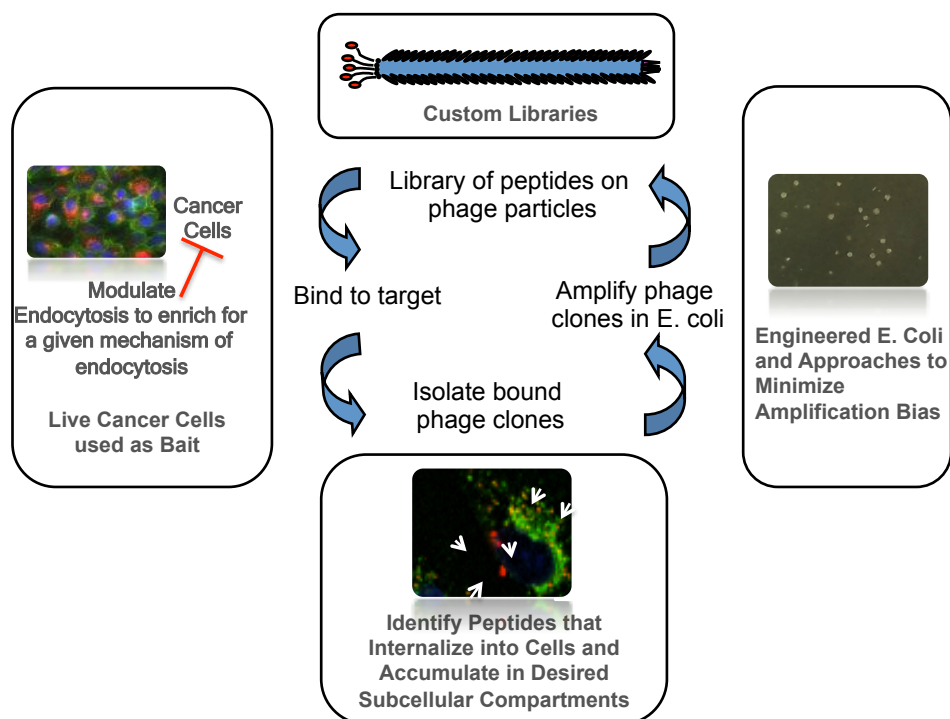 Custom Libraries
Library of peptides on
phage particles
Cancer
Cells
Modulate
Endocytosis to enrich for
a given mechanism of
endocytosis
Live Cancer Cells
used as Bait
Bind to target
Amplify phage
clones in E. coli
Engineered E. Coli
and Approaches to
Minimize
Amplification Bias
Isolate bound
phage clones
Identify Peptides that
Internalize into Cells and
Accumulate in Desired
Subcellular Compartments